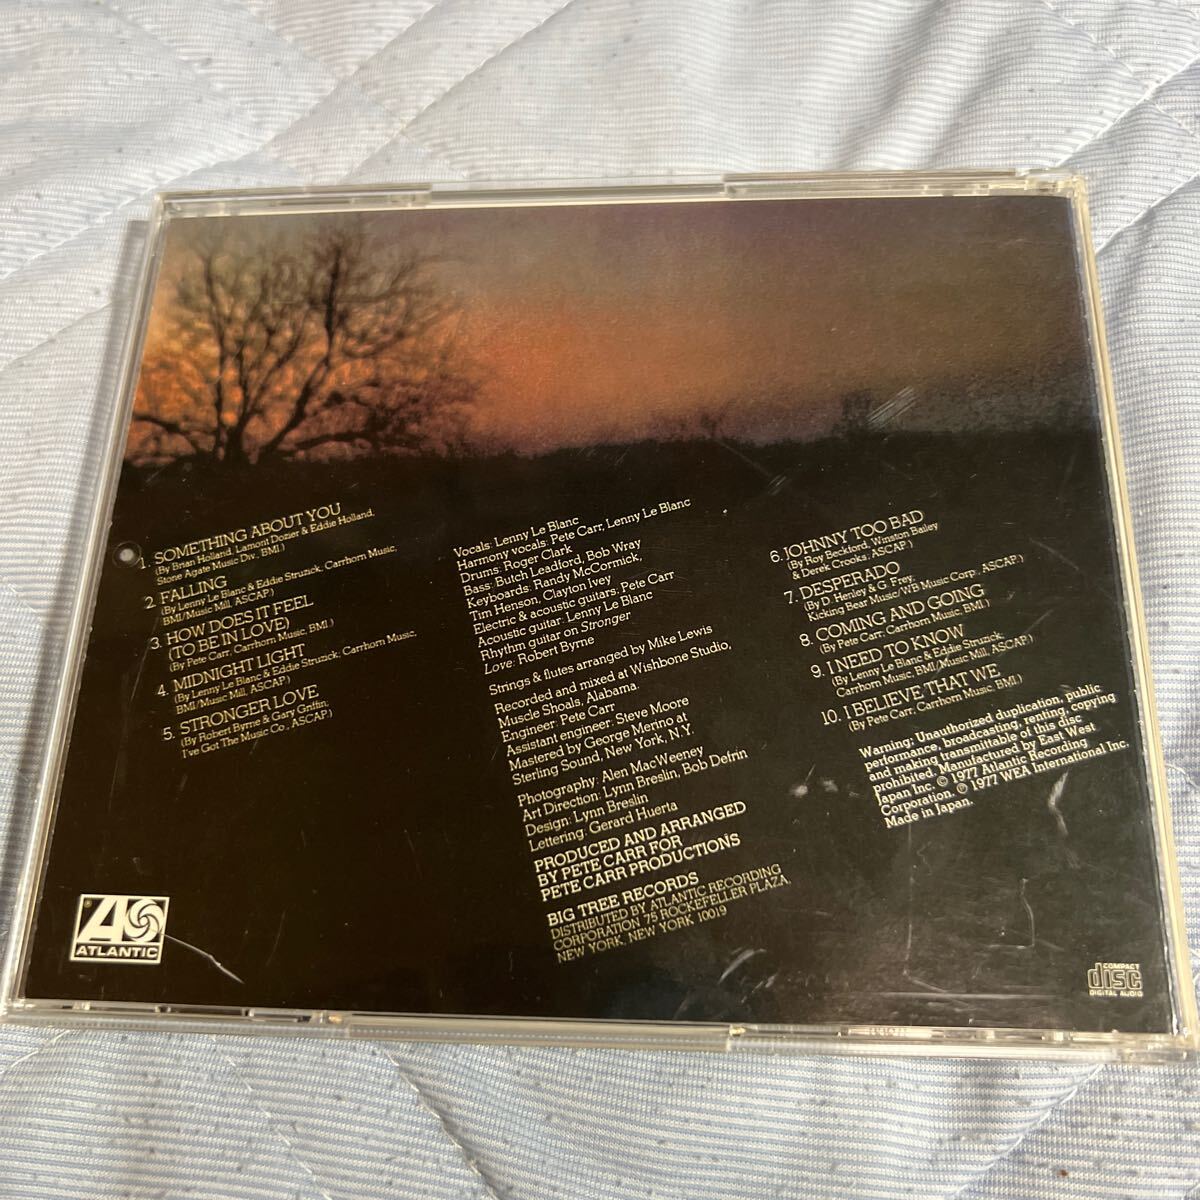 1. SOMETHING ABOUT YOU
(By Brian Holland, Lamont Dozier & Eddie Holland.
Stone Agate Music Div. BMI.)
2. FALLING
(By Lenny Le Blanc & Eddie Struzick, Carrhorn Music,
BMI/Music Mill, ASCAP.)
3. HOW DOES IT FEEL
(TO BE IN LOVE)
(By Pete Carr, Carrhorn Music, BMI.)
4. MIDNIGHT LIGHT
(By Lenny Le Blanc & Eddie Struzick, Carrhorn Music,
BMI/Music Mill, ASCAP.)
5. STRONGER LOVE
(By Robert Byrne & Gary Griffin,
I've Got The Music Co., ASCAP.)
Vocals: Lenny Le Blanc
Harmony vocals: Pete Carr, Lenny Le Blanc
Drums: Roger Clark
Bass: Butch Leadford, Bob Wray
Keyboards: Randy McCormick,
Tim Henson, Clayton Ivey
Electric & acoustic guitars: Pete Carr
Acoustic guitar: Lenny Le Blanc
Rhythm guitar on Stronger
Love: Robert Byrne
Strings & flutes arranged by Mike Lewis
Recorded and mixed at Wishbone Studio,
Muscle Shoals, Alabama.
Engineer: Pete Carr
Assistant engineer: Steve Moore
Mastered by George Merino at
Sterling Sound, New York, N.Y.
Photography: Alen MacWeeney
Art Direction: Lynn Breslin, Bob Defrin
Design: Lynn Breslin
Lettering: Gerard Huerta
PRODUCED AND ARRANGED
BY PETE CARR FOR
PETE CARR PRODUCTIONS
BIG TREE RECORDS
DISTRIBUTED BY ATLANTIC RECORDING
CORPORATION, 75 ROCKEFELLER PLAZA,
NEW YORK, NEW YORK 10019
6. JOHNNY TOO BAD
(By Roy Beckford, Winston Bailey
& Derek Crooks, ASCAP.)
7. DESPERADO
(By D. Henley & G. Frey,
Kicking Bear Music/WB Music Corp., ASCAP.)
8. COMING AND GOING
(By Pete Carr, Carrhorn Music, BMI.)
9. I NEED TO KNOW
(By Lenny Le Blanc & Eddie Struzick,
Carrhorn Music, BMI/Music Mill, ASCAP.)
10. I BELIEVE THAT WE
(By Pete Carr, Carrhorn Music, BMI.)
Warning: Unauthorized duplication, public
performance, broadcasting, renting, copying
and making transmittable of this disc
prohibited. Manufactured by East West
Japan Inc. © 1977 Atlantic Recording
Corporation. ℗ 1977 WEA International Inc.
Made in Japan.
ATLANTIC
COMPACT
disc
DIGITAL AUDIO